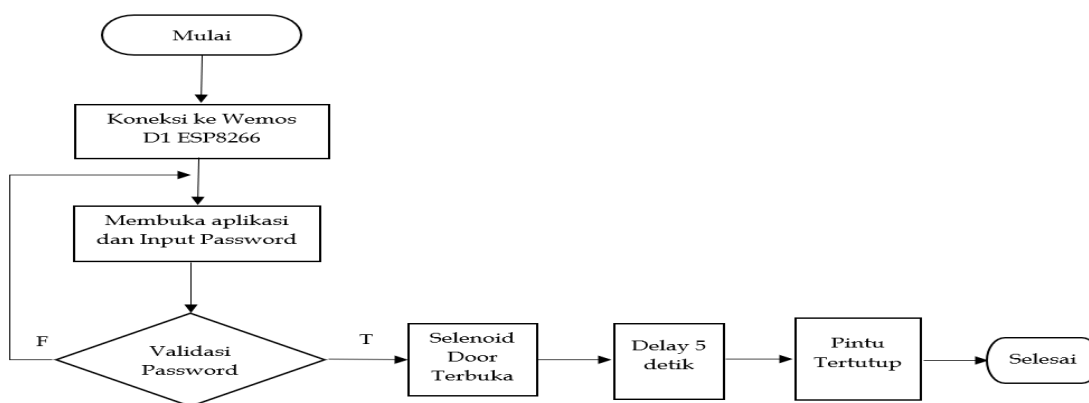 Mulai
Koneksi ke Wemos
D1 ESP8266
Membuka aplikasi
dan Input Password
F
Validasi
Password
T
Selenoid
Door
Terbuka
Delay 5
detik
Pintu
Tertutup
Selesai